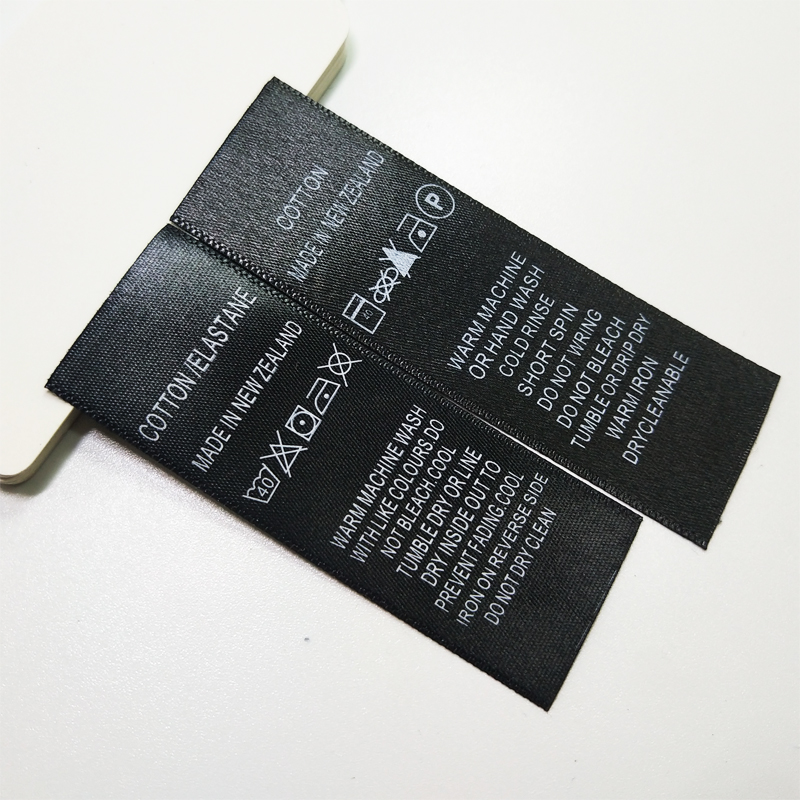 COTTON
MADE IN NEW ZEALAND
40
P
WARM MACHINE
OR HAND WASH
COLD RINSE
SHORT SPIN
DO NOT WIRING
DO NOT BLEACH
TUMBLE OR DRIP DRY
WARM IRON
DRYCLEANABLE
COTTON/ELASTANE
MADE IN NEW ZEALAND
40
WARM MACHINE WASH
WITH LIKE COLOURS.DO
NOT BLEACH COOL
TUMBLE DRY OR LINE
DRY INSIDE OUT TO
PREVENT FADING.COOL
IRON ON REVERSE SIDE
DO NOT DRY CLEAN